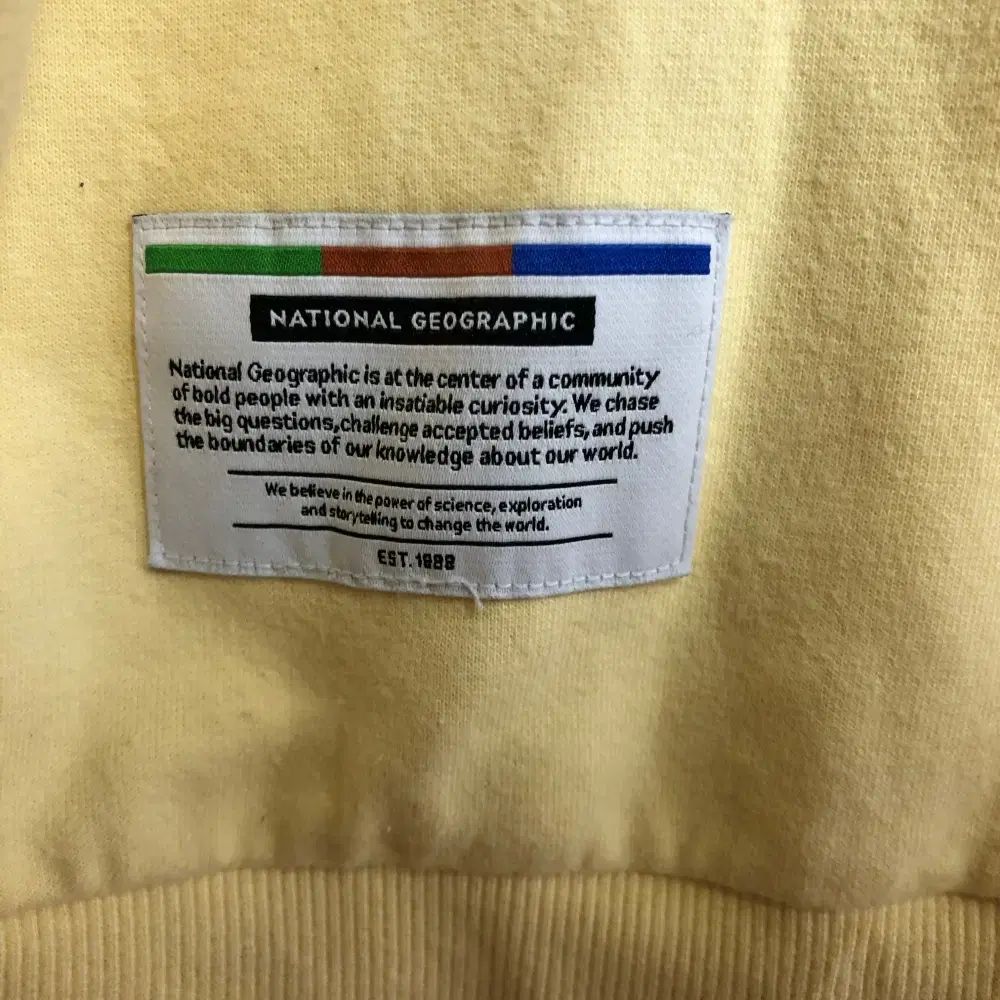 NATIONAL GEOGRAPHIC
National Geographic is at the center of a community
of bold people with an insatiable curiosity. We chase
the big questions, challenge accepted beliefs, and push
the boundaries of our knowledge about our world.
We believe in the power of science, exploration
and storytelling to change the world.
EST. 1888